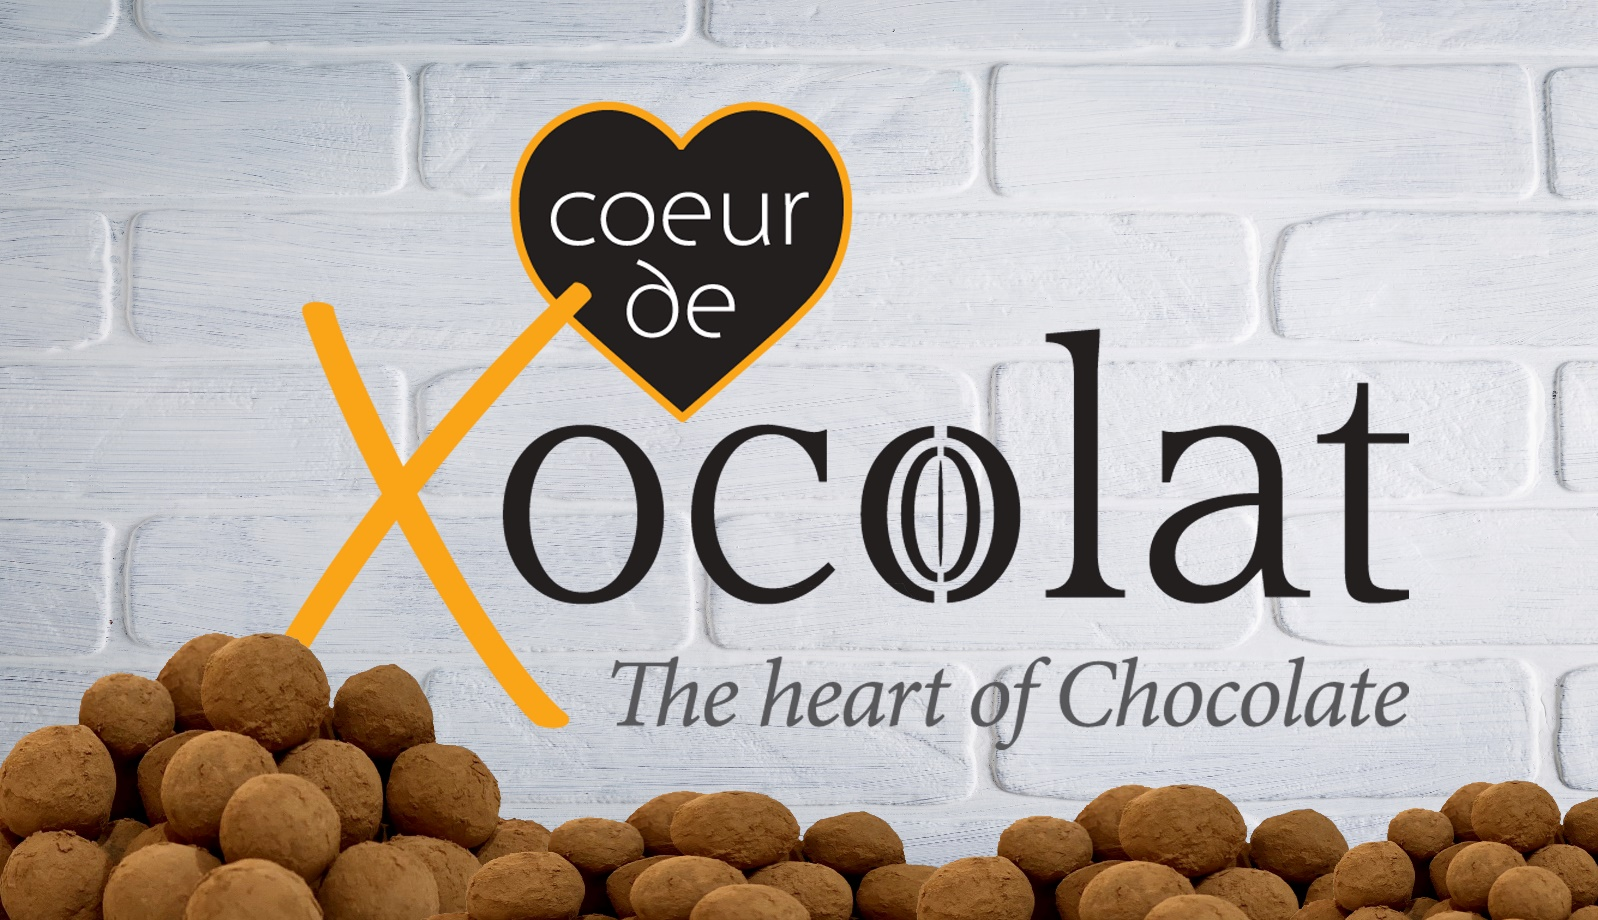 coeur
de
Xocolat
The heart of Chocolate